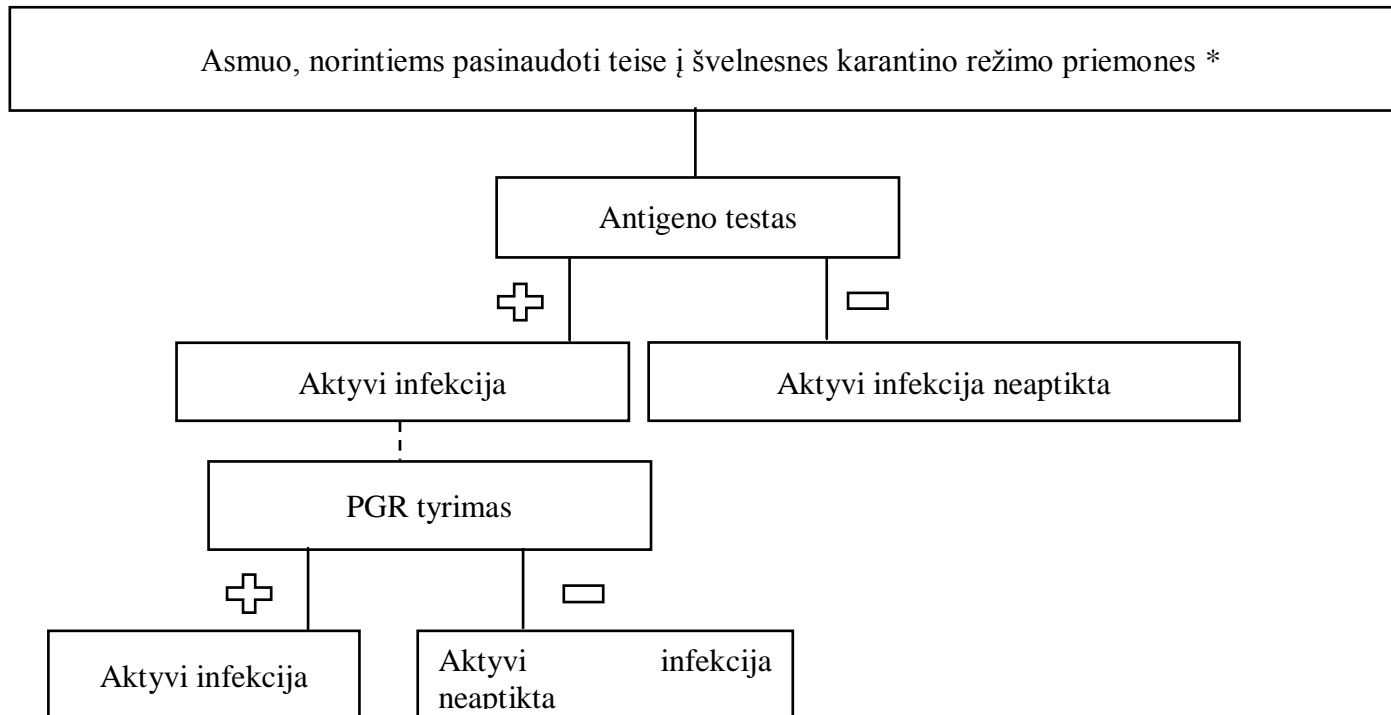 Asmuo, norintiems pasinaudoti teise į švelnesnes karantino režimo priemones *
Antigeno testas
Aktyvi infekcija
Aktyvi infekcija neaptikta
PGR tyrimas
Aktyvi infekcija
Aktyvi infekcija
neaptikta